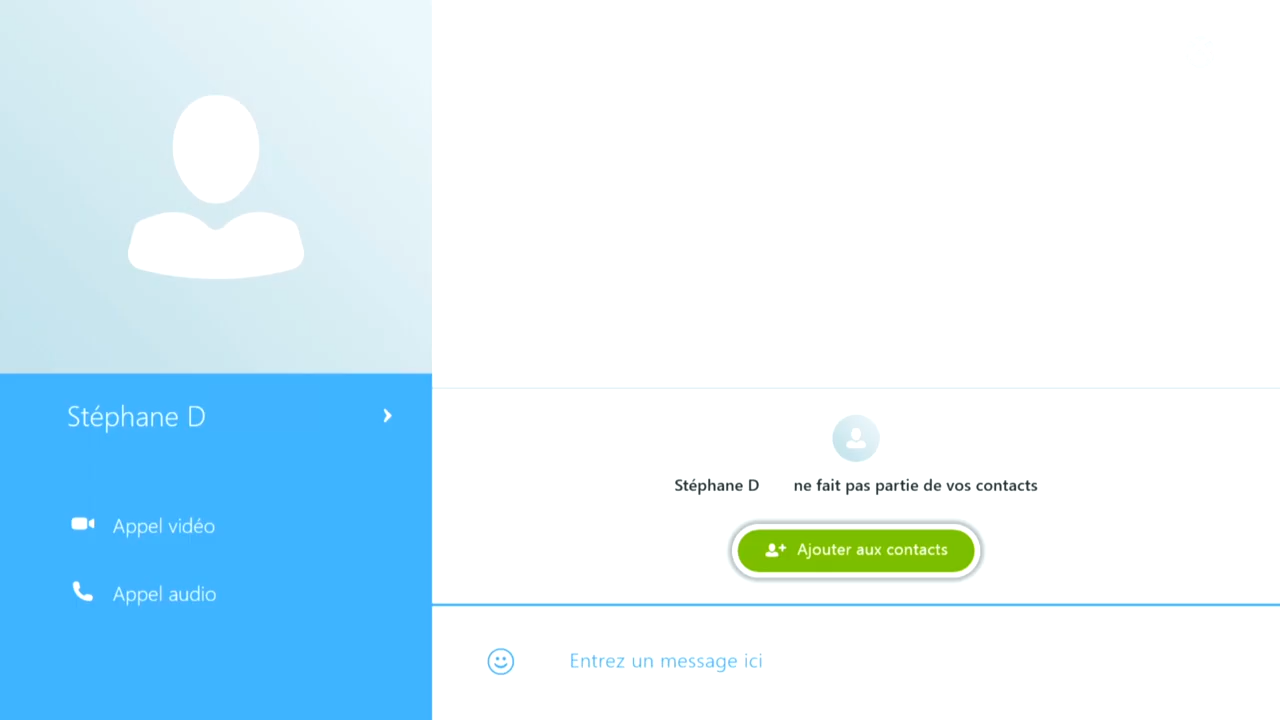 Stéphane D
Appel vidéo
Appel audio
Stéphane D ne fait pas partie de vos contacts
Ajouter aux contacts
Entrez un message ici